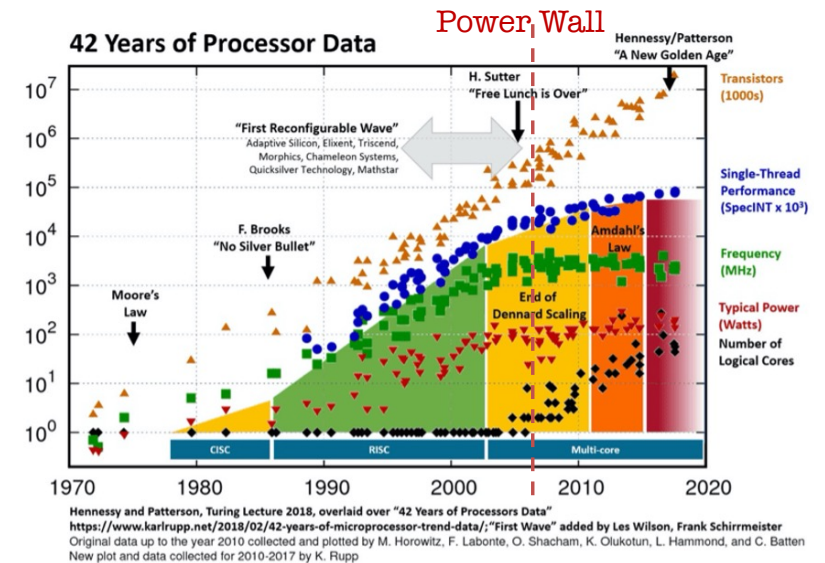 Power Wall
42 Years of Processor Data
Hennessy/Patterson
“A New Golden Age”
H. Sutter
“Free Lunch is Over”
“First Reconfigurable Wave”
Adaptive Silicon, Elixent, Triscend,
Morphics, Chameleon Systems,
Quicksilver Technology, Mathstar
F. Brooks
“No Silver Bullet”
Moore’s
Law
10⁷
10⁶
10⁵
10⁴
10³
10²
10¹
10⁰
Transistors
(1000s)
Single-Thread
Performance
(SpecINT x 10³)
Frequency
(MHz)
Typical Power
(Watts)
Number of
Logical Cores
Amdahl’s
Law
End of
Dennard Scaling
CISC
RISC
Multi-core
1970
1980
1990
2000
2010
2020
Hennessy and Patterson, Turing Lecture 2018, overlaid over “42 Years of Processors Data”
https://www.karlrupp.net/2018/02/42-years-of-microprocessor-trend-data/; “First Wave” added by Les Wilson, Frank Schirrmeister
Original data up to the year 2010 collected and plotted by M. Horowitz, F. Labonte, O. Shacham, K. Olukotun, L. Hammond, and C. Batten
New plot and data collected for 2010-2017 by K. Rupp